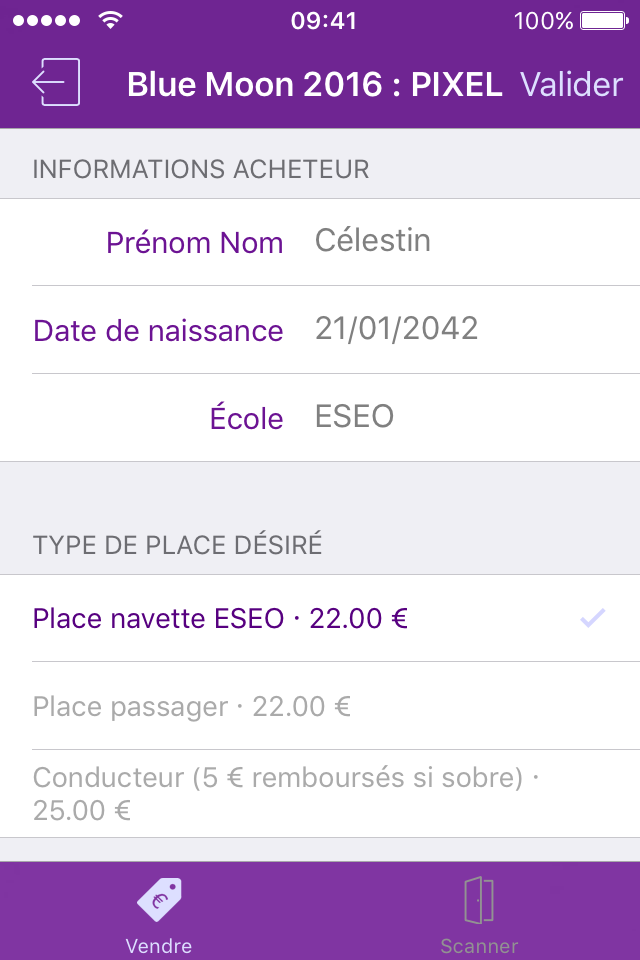 09:41 100%
Blue Moon 2016 : PIXEL Valider
INFORMATIONS ACHETEUR
Prénom Nom Célestin
Date de naissance 21/01/2042
École ESEO
TYPE DE PLACE DÉSIRÉ
Place navette ESEO · 22.00 €
Place passager · 22.00 €
Conducteur (5 € remboursés si sobre) ·
25.00 €
€
Vendre Scanner